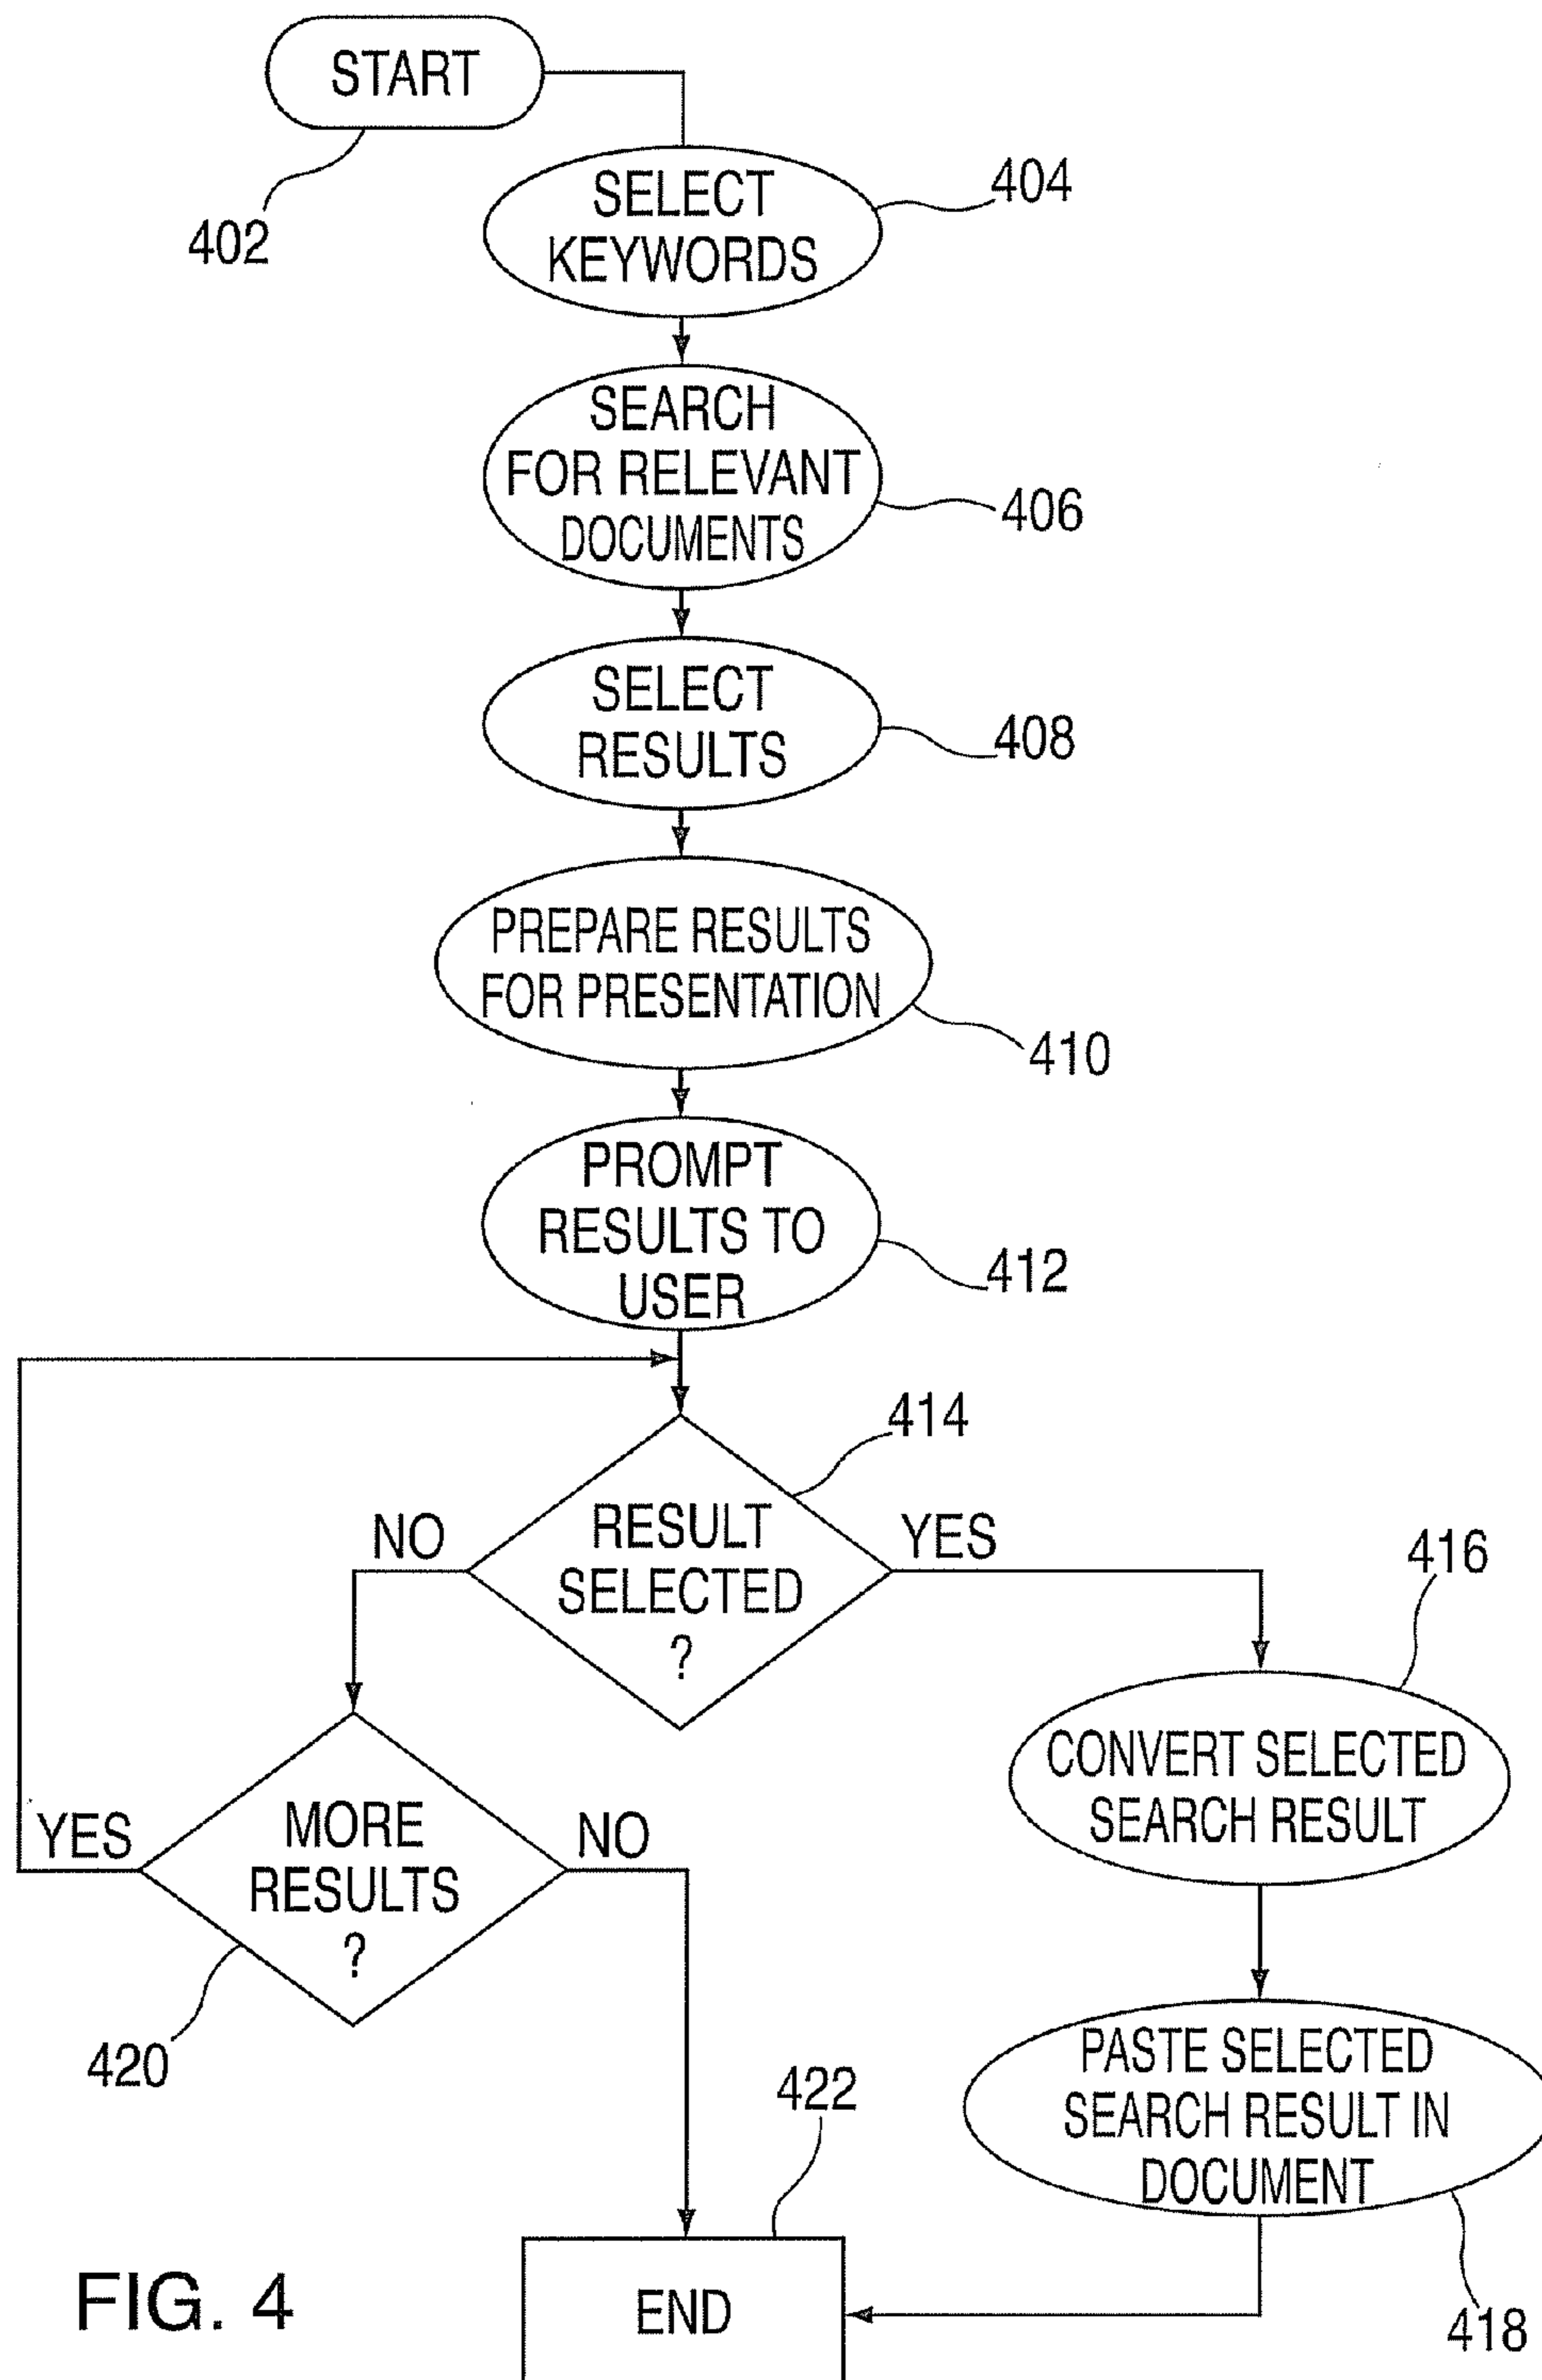 START
402
SELECT
KEYWORDS
404
SEARCH
FOR RELEVANT
DOCUMENTS
406
SELECT
RESULTS
408
PREPARE RESULTS
FOR PRESENTATION
410
PROMPT
RESULTS TO
USER
412
414
RESULT
SELECTED
?
NO
YES
416
CONVERT SELECTED
SEARCH RESULT
YES
MORE
RESULTS
?
NO
420
PASTE SELECTED
SEARCH RESULT IN
DOCUMENT
418
422
END
FIG. 4